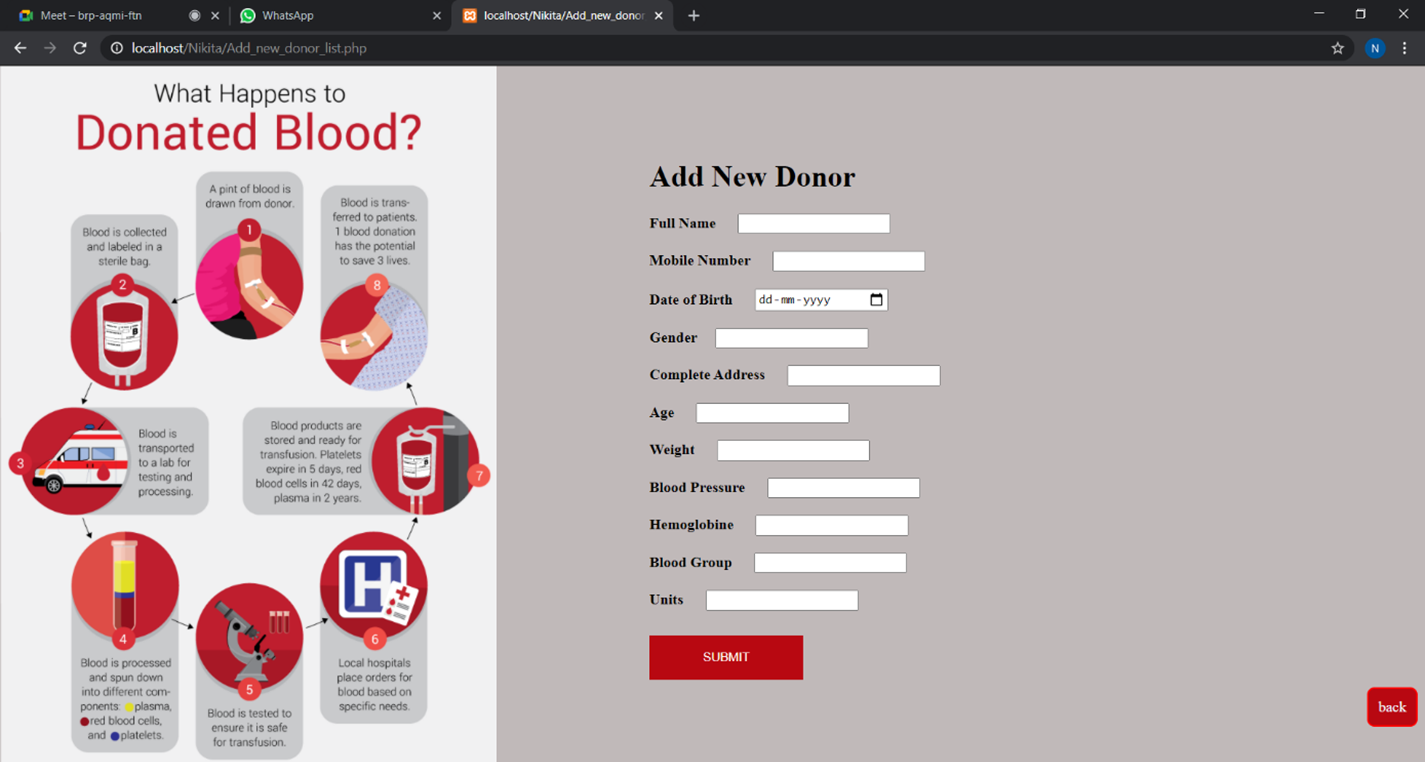 Meet – brp-aqmi-ftn
WhatsApp
localhost/Nikita/Add_new_donor
localhost/Nikita/Add_new_donor_list.php
N
What Happens to
Donated Blood?
A pint of blood is
drawn from donor.
1
Blood is collected
and labeled in a
sterile bag.
2
3
Blood is
transported
to a lab for
testing and
processing.
4
Blood is processed
and spun down
into different com-
ponents: plasma,
red blood cells,
and platelets.
5
Blood is tested to
ensure it is safe
for transfusion.
H
6
Local hospitals
place orders for
blood based on
specific needs.
Blood products are
stored and ready for
transfusion. Platelets
expire in 5 days, red
blood cells in 42 days,
plasma in 2 years.
7
Blood is trans-
ferred to patients.
1 blood donation
has the potential
to save 3 lives.
8
Add New Donor
Full Name
Mobile Number
Date of Birth dd-mm-yyyy
Gender
Complete Address
Age
Weight
Blood Pressure
Hemoglobine
Blood Group
Units
SUBMIT
back